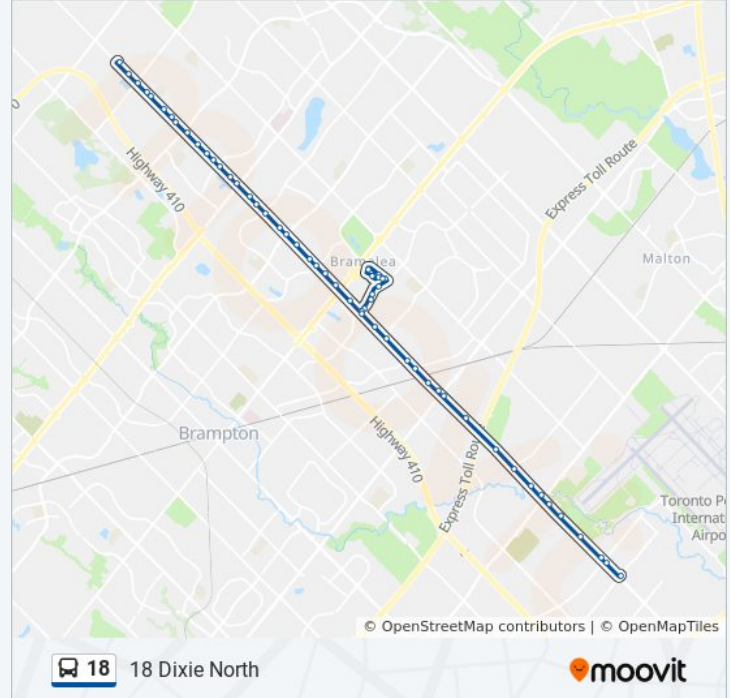 Highway 410
Express Toll Route
Bramalea
Malton
Brampton
Highway 410
Express Toll Rou
Toronto Pe
Internat
Airpo
© OpenStreetMap contributors | © OpenMapTiles
18
18 Dixie North
moovit